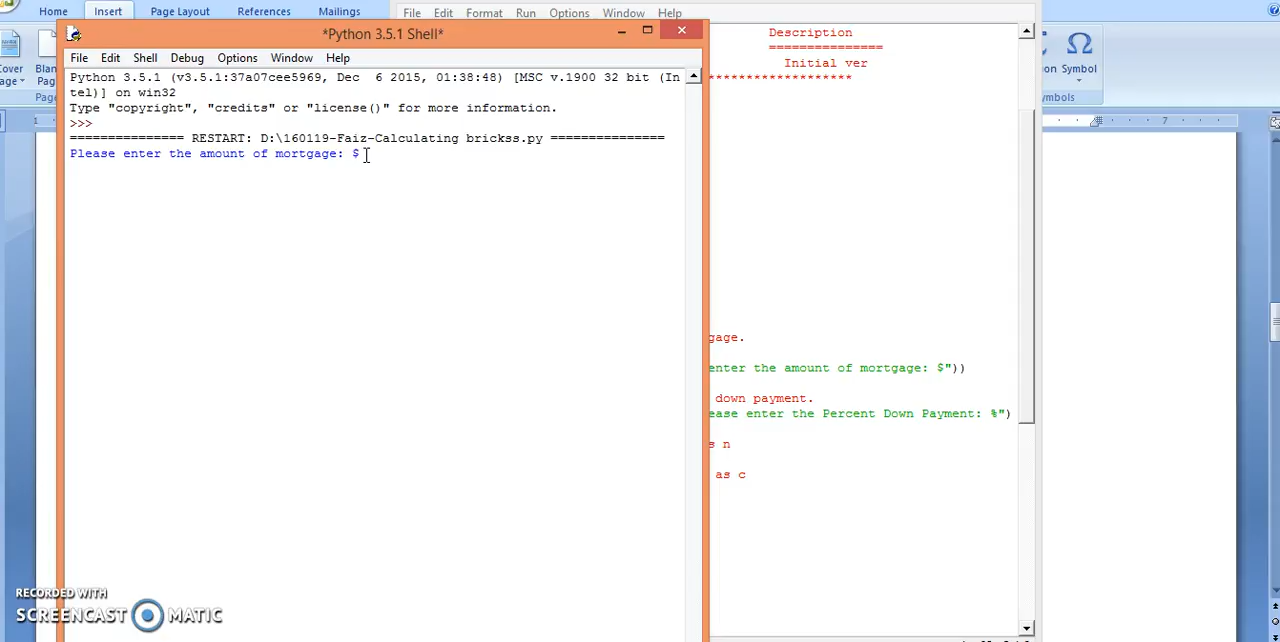 Home Insert Page Layout References Mailings
File Edit Format Run Options Window Help
*Python 3.5.1 Shell*
File Edit Shell Debug Options Window Help
Python 3.5.1 (v3.5.1:37a07cee5969, Dec  6 2015, 01:38:48) [MSC v.1900 32 bit (In
tel)] on win32
Type "copyright", "credits" or "license()" for more information.
>>>
=============== RESTART: D:\160119-Faiz-Calculating brickss.py ===============
Please enter the amount of mortgage: $
Description
===============
Initial ver
*******************
gage.
enter the amount of mortgage: $"))
down payment.
ease enter the Percent Down Payment: %")
s n
as c
Symbol
7
1
RECORDED WITH
SCREENCAST MATIC